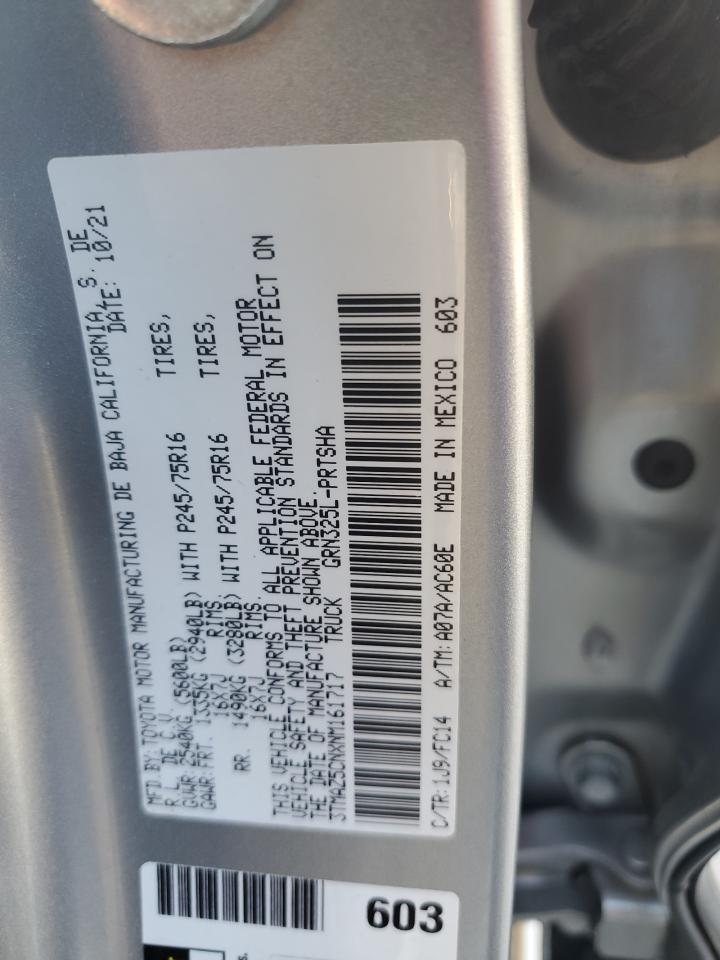 MFD.BY:TOYOTA MOTOR MANUFACTURING DE BAJA CALIFORNIA, S. DE
R.L. DE C.V. DATE: 10/21
GVWR: 2540KG (5600LB)
GAWR: FRT. 1335KG (2940LB) WITH P245/75R16 TIRES,
16X7J RIMS.
RR. 1490KG (3280LB) WITH P245/75R16 TIRES,
16X7J RIMS.
THIS VEHICLE CONFORMS TO ALL APPLICABLE FEDERAL MOTOR
VEHICLE SAFETY AND THEFT PREVENTION STANDARDS IN EFFECT ON
THE DATE OF MANUFACTURE SHOWN ABOVE.
3TMAZ5CNXNM161717 TRUCK GRN325L-PRTSHA
C/TR:1J9/FC14 A/TM:A07A/AC60E MADE IN MEXICO 603
603
s.